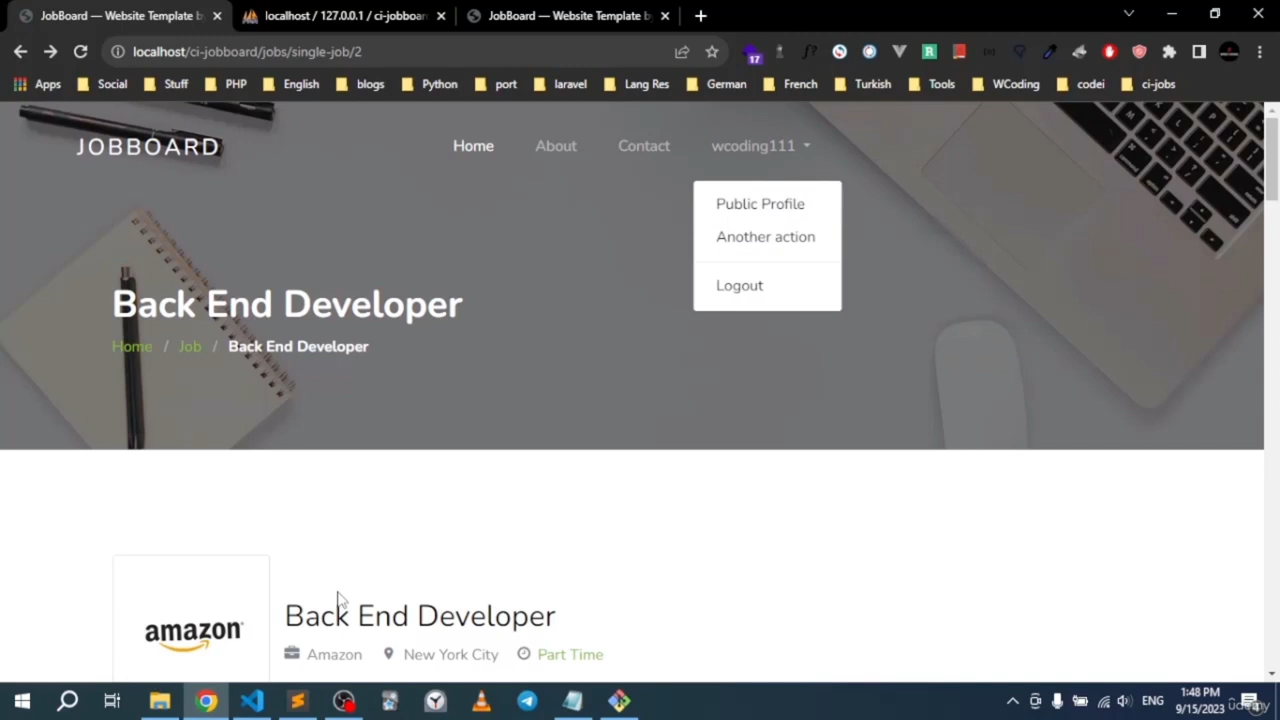 JobBoard — Website Template b
localhost / 127.0.0.1 / ci-jobboar
JobBoard — Website Template b
localhost/ci-jobboard/jobs/single-job/2
17
Apps
Social
Stuff
PHP
English
blogs
Python
port
laravel
Lang Res
German
French
Turkish
Tools
WCoding
codei
ci-jobs
JOBBOARD
Home
About
Contact
wcoding111
Public Profile
Another action
Logout
Back End Developer
Home / Job / Back End Developer
amazon
Back End Developer
Amazon
New York City
Part Time
ENG
1:48 PM
9/15/2023
udemy